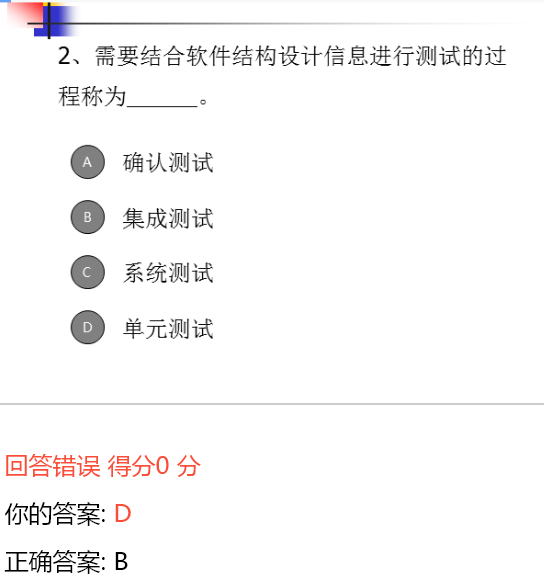 2、需要结合软件结构设计信息进行测试的过
程称为______。
A 确认测试
B 集成测试
C 系统测试
D 单元测试
回答错误 得分0 分
你的答案: D
正确答案: B